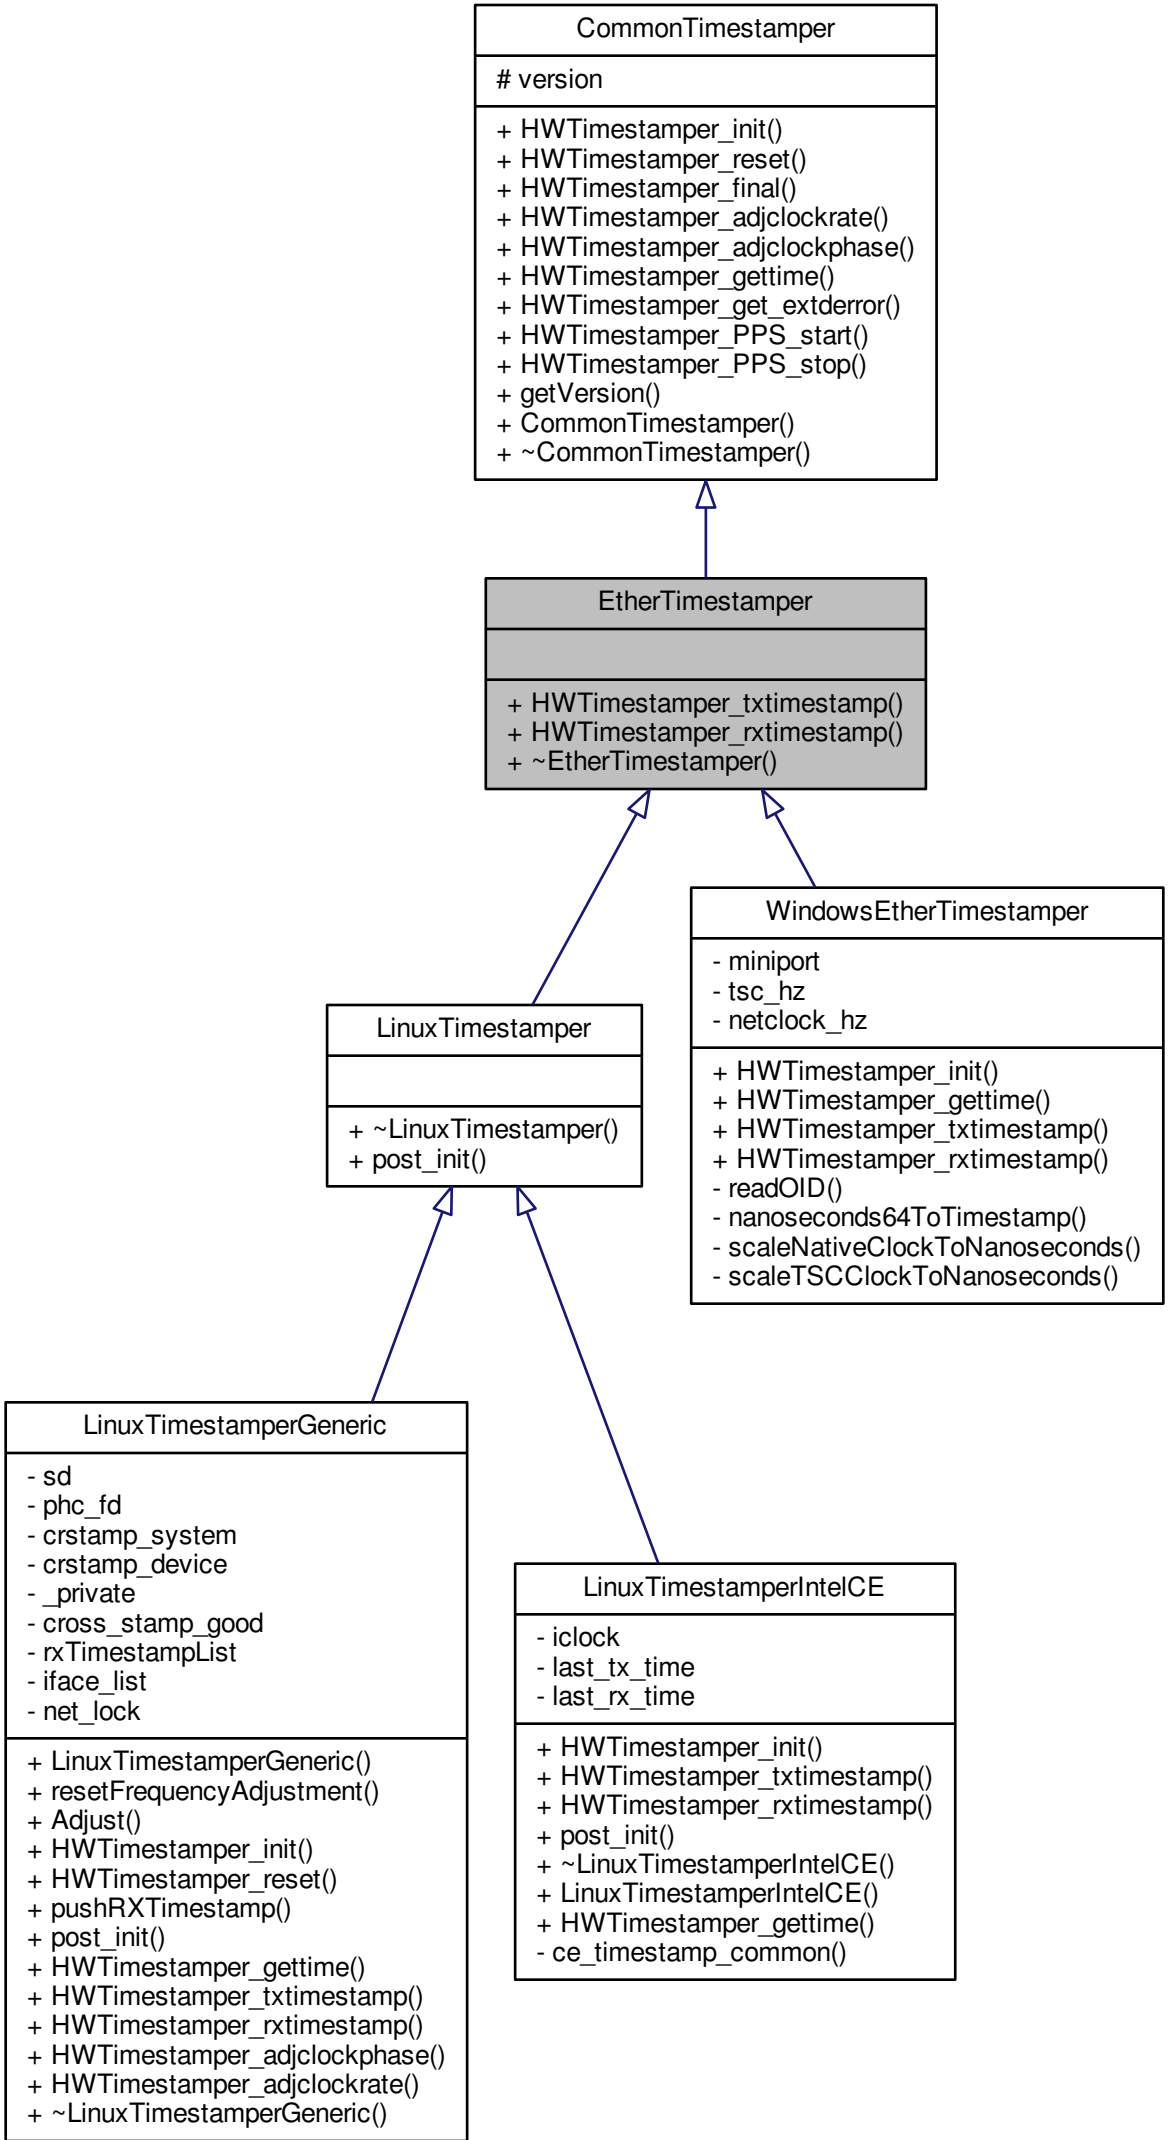 CommonTimestamper
# version
+ HWTimestamper_init()
+ HWTimestamper_reset()
+ HWTimestamper_final()
+ HWTimestamper_adjclockrate()
+ HWTimestamper_adjclockphase()
+ HWTimestamper_gettime()
+ HWTimestamper_get_extderror()
+ HWTimestamper_PPS_start()
+ HWTimestamper_PPS_stop()
+ getVersion()
+ CommonTimestamper()
+ ~CommonTimestamper()
EtherTimestamper
+ HWTimestamper_txtimestamp()
+ HWTimestamper_rxtimestamp()
+ ~EtherTimestamper()
WindowsEtherTimestamper
- miniport
- tsc_hz
- netclock_hz
+ HWTimestamper_init()
+ HWTimestamper_gettime()
+ HWTimestamper_txtimestamp()
+ HWTimestamper_rxtimestamp()
- readOID()
- nanoseconds64ToTimestamp()
- scaleNativeClockToNanoseconds()
- scaleTSCClockToNanoseconds()
LinuxTimestamper
+ ~LinuxTimestamper()
+ post_init()
LinuxTimestamperGeneric
- sd
- phc_fd
- crstamp_system
- crstamp_device
- _private
- cross_stamp_good
- rxTimestampList
- iface_list
- net_lock
+ LinuxTimestamperGeneric()
+ resetFrequencyAdjustment()
+ Adjust()
+ HWTimestamper_init()
+ HWTimestamper_reset()
+ pushRXTimestamp()
+ post_init()
+ HWTimestamper_gettime()
+ HWTimestamper_txtimestamp()
+ HWTimestamper_rxtimestamp()
+ HWTimestamper_adjclockphase()
+ HWTimestamper_adjclockrate()
+ ~LinuxTimestamperGeneric()
LinuxTimestamperIntelCE
- iclock
- last_tx_time
- last_rx_time
+ HWTimestamper_init()
+ HWTimestamper_txtimestamp()
+ HWTimestamper_rxtimestamp()
+ post_init()
+ ~LinuxTimestamperIntelCE()
+ LinuxTimestamperIntelCE()
+ HWTimestamper_gettime()
- ce_timestamp_common()